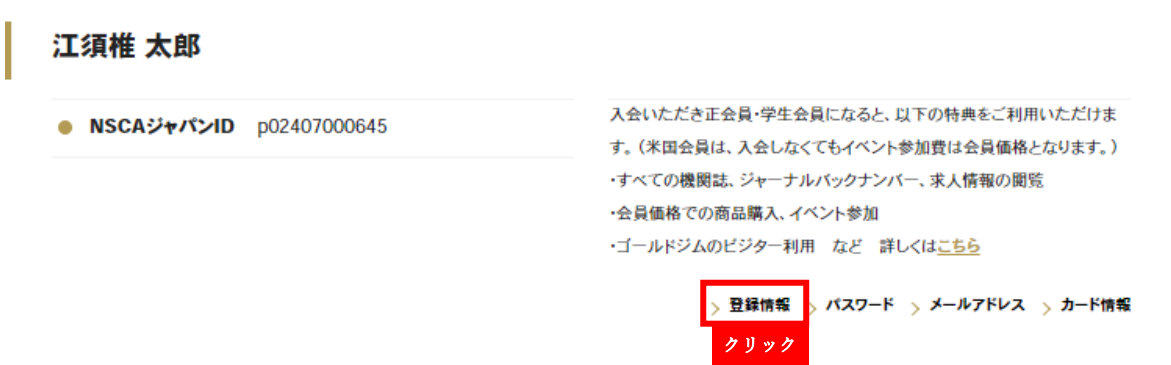 江須椎 太郎
NSCAジャパンID p02407000645
入会いただき正会員・学生会員になると、以下の特典をご利用いただけま
す。（米国会員は、入会しなくてもイベント参加費は会員価格となります。）
・すべての機関誌、ジャーナルバックナンバー、求人情報の閲覧
・会員価格での商品購入、イベント参加
・ゴールドジムのビジター利用　など　詳しくはこちら
登録情報 パスワード メールアドレス カード情報
クリック